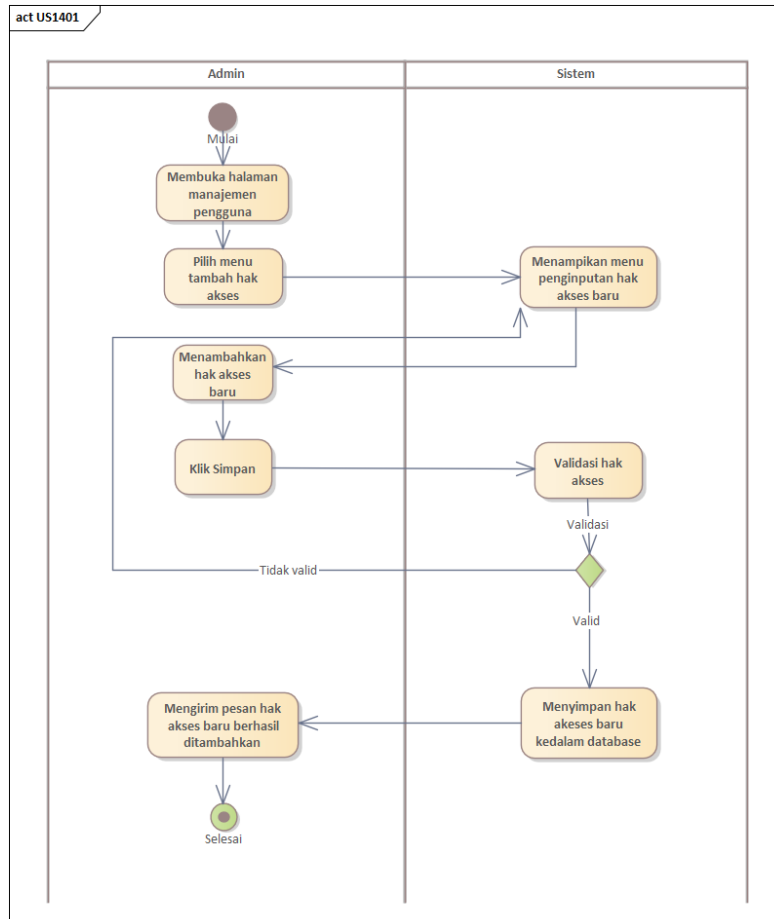 act US1401
Admin
Sistem
Mulai
Membuka halaman
manajemen
pengguna
Pilih menu
tambah hak
akses
Menampikan menu
penginputan hak
akses baru
Menambahkan
hak akses
baru
Klik Simpan
Validasi hak
akses
Validasi
Tidak valid
Valid
Mengirim pesan hak
akses baru berhasil
ditambahkan
Menyimpan hak
akeses baru
kedalam database
Selesai